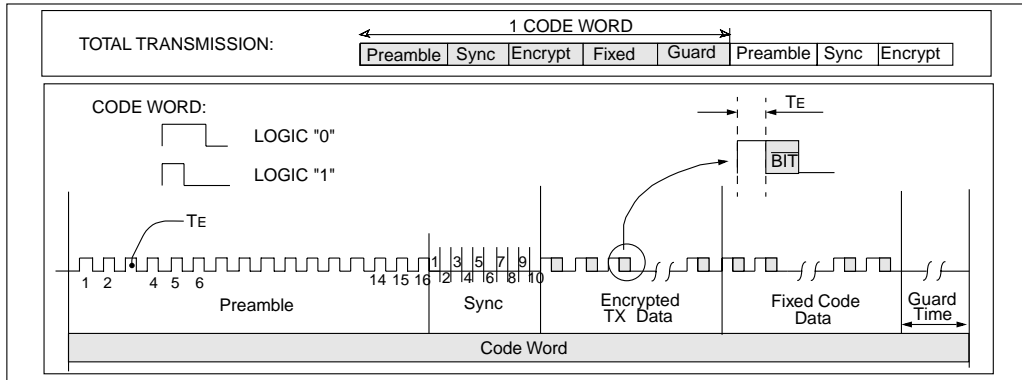 1 CODE WORD
TOTAL TRANSMISSION:
Preamble Sync Encrypt Fixed Guard Preamble Sync Encrypt
CODE WORD:
LOGIC "0"
LOGIC "1"
TE
BIT
TE
1 2 4 5 6 14 15 16
1 3 5 7 9
2 4 6 8 10
Preamble
Sync
Encrypted
TX Data
Fixed Code
Data
Guard
Time
Code Word